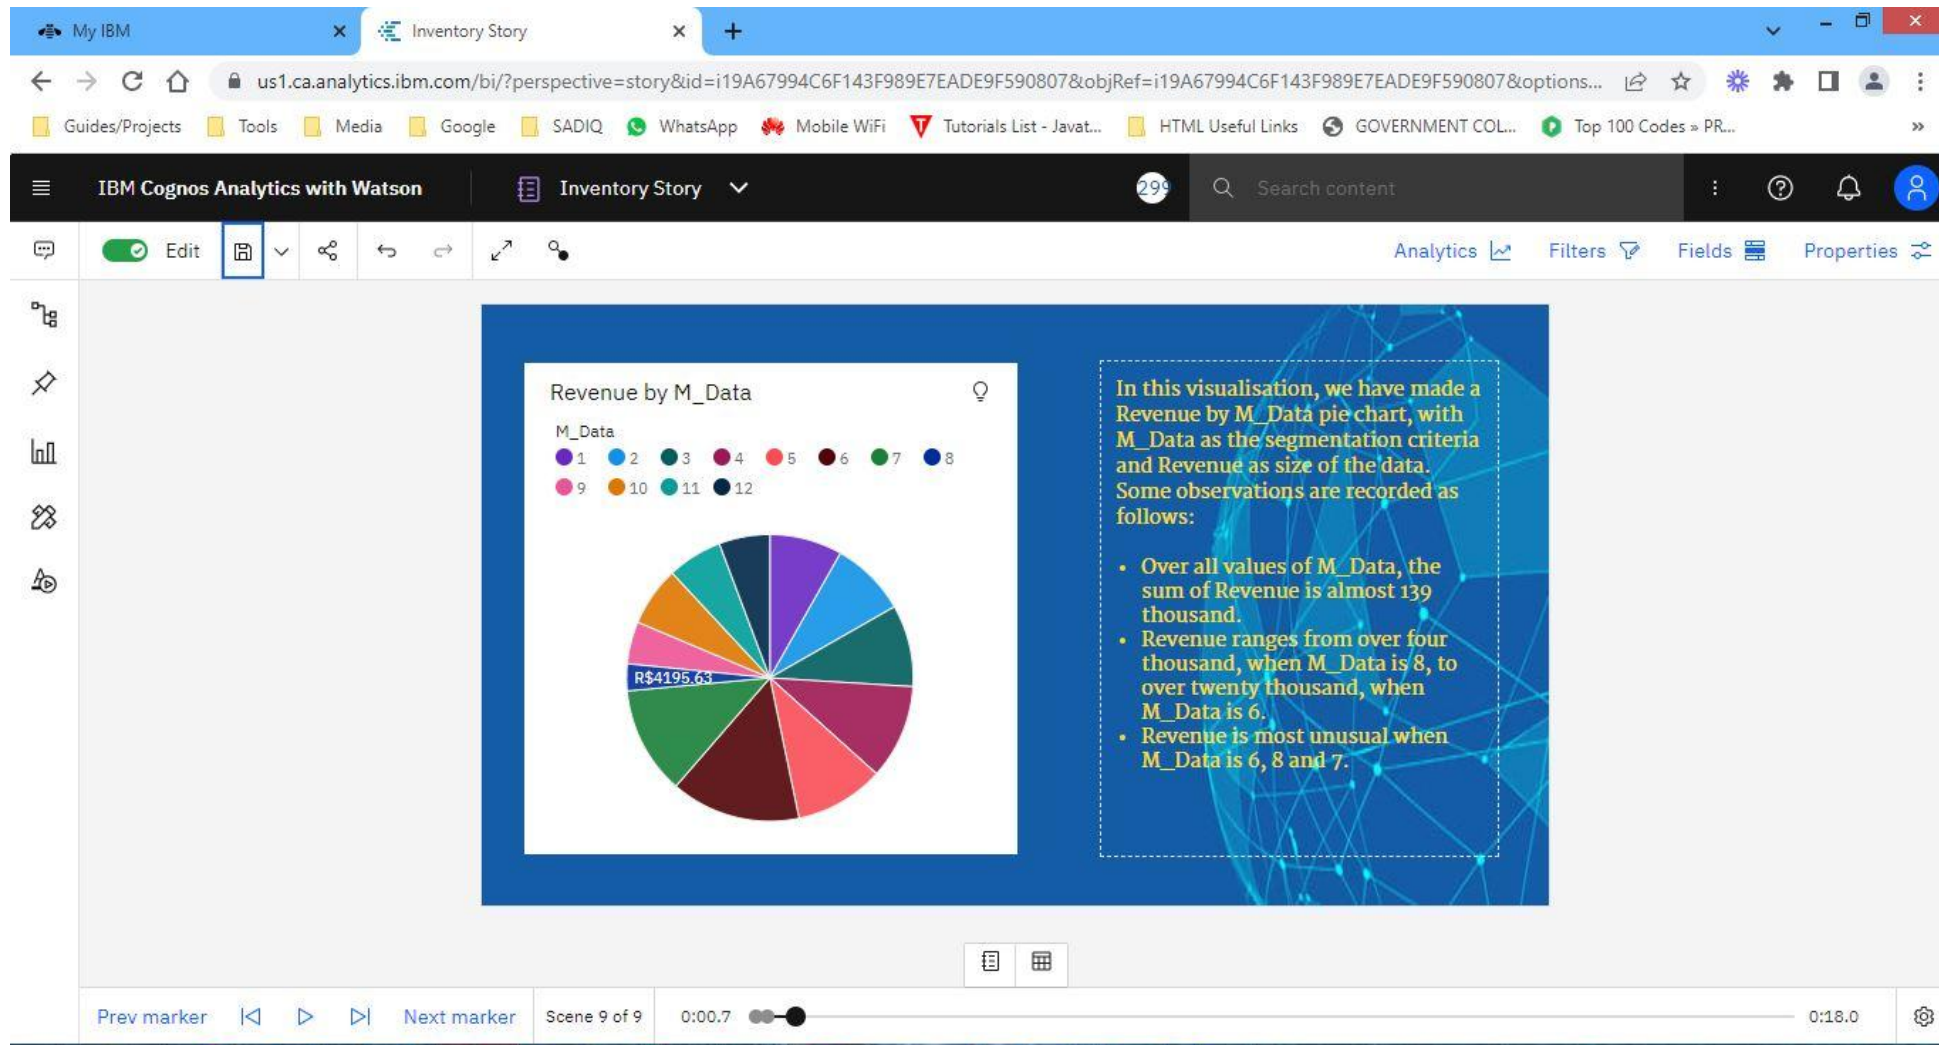 My IBM
Inventory Story
us1.ca.analytics.ibm.com/bi/?perspective=story&id=i19A67994C6F143F989E7EADE9F590807&objRef=i19A67994C6F143F989E7EADE9F590807&options...
Guides/Projects Tools Media Google SADIQ WhatsApp Mobile WiFi Tutorials List - Javat... HTML Useful Links GOVERNMENT COL... Top 100 Codes » PR... »
IBM Cognos Analytics with Watson Inventory Story 299 Search content
Edit Analytics Filters Fields Properties
Revenue by M_Data
M_Data
1 2 3 4 5 6 7 8
9 10 11 12
R$4195.63
In this visualisation, we have made a
Revenue by M_Data pie chart, with
M_Data as the segmentation criteria
and Revenue as size of the data.
Some observations are recorded as
follows:
• Over all values of M_Data, the
sum of Revenue is almost 139
thousand.
• Revenue ranges from over four
thousand, when M_Data is 8, to
over twenty thousand, when
M_Data is 6.
• Revenue is most unusual when
M_Data is 6, 8 and 7.
Prev marker Next marker Scene 9 of 9 0:00.7 0:18.0